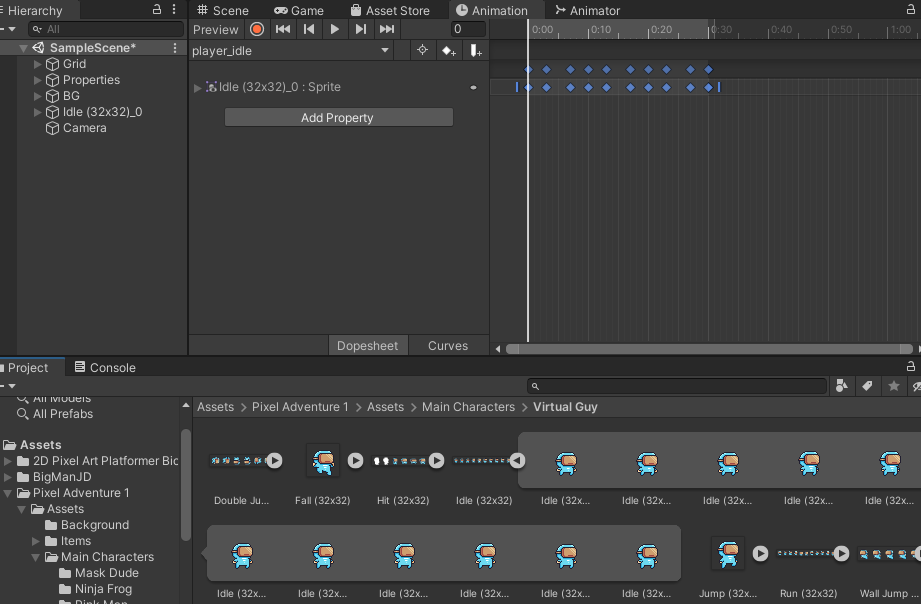 Hierarchy
All
SampleScene*
Grid
Properties
BG
Idle (32x32)_0
Camera
Scene
Game
Asset Store
Animation
Animator
Preview
0
player_idle
Idle (32x32)_0 : Sprite
Add Property
Dopesheet
Curves
0:00
0:10
0:20
0:30
0:40
0:50
1:00
Project
Console
All Models
All Prefabs
Assets
2D Pixel Art Platformer Bic
BigManJD
Pixel Adventure 1
Assets
Background
Items
Main Characters
Mask Dude
Ninja Frog
Pink Man
Assets > Pixel Adventure 1 > Assets > Main Characters > Virtual Guy
Double Ju...
Fall (32x32)
Hit (32x32)
Idle (32x32)
Idle (32x...
Idle (32x...
Idle (32x...
Idle (32x...
Idle (32x...
Idle (32x...
Idle (32x...
Idle (32x...
Idle (32x...
Idle (32x...
Idle (32x...
Jump (32x...
Run (32x32)
Wall Jump ...